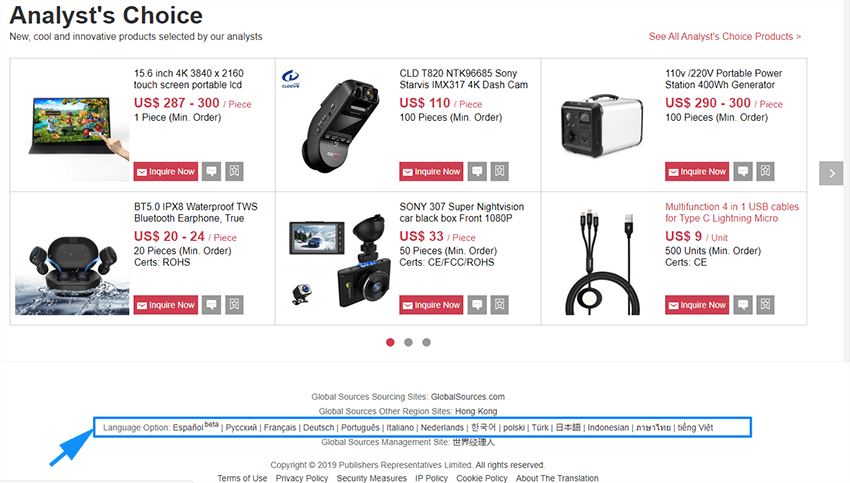 Analyst's Choice
New, cool and innovative products selected by our analysts
See All Analyst's Choice Products >
15.6 inch 4K 3840 x 2160
touch screen portable lcd
US$ 287 - 300 / Piece
1 Piece (Min. Order)
Inquire Now
CLD T820 NTK96685 Sony
Starvis IMX317 4K Dash Cam
US$ 110 / Piece
100 Pieces (Min. Order)
Inquire Now
110v /220V Portable Power
Station 400Wh Generator
US$ 290 - 300 / Piece
100 Pieces (Min. Order)
Inquire Now
BT5.0 IPX8 Waterproof TWS
Bluetooth Earphone, True
US$ 20 - 24 / Piece
20 Pieces (Min. Order)
Certs: ROHS
Inquire Now
SONY 307 Super Nightvision
car black box Front 1080P
US$ 33 / Piece
50 Pieces (Min. Order)
Certs: CE/FCC/ROHS
Inquire Now
Multifunction 4 in 1 USB cables
for Type C Lightning Micro
US$ 9 / Unit
500 Units (Min. Order)
Certs: CE
Inquire Now
Global Sources Sourcing Sites: GlobalSources.com
Global Sources Other Region Sites: Hong Kong
Language Option: Español beta | Русский | Français | Deutsch | Português | Italiano | Nederlands | 한국어 | polski | Türk | 日本語 | Indonesian | ภาษาไทย | tiếng Việt
Global Sources Management Site: 世界经理人
Copyright © 2019 Publishers Representatives Limited. All rights reserved.
Terms of Use Privacy Policy Security Measures IP Policy Cookie Policy About The Translation